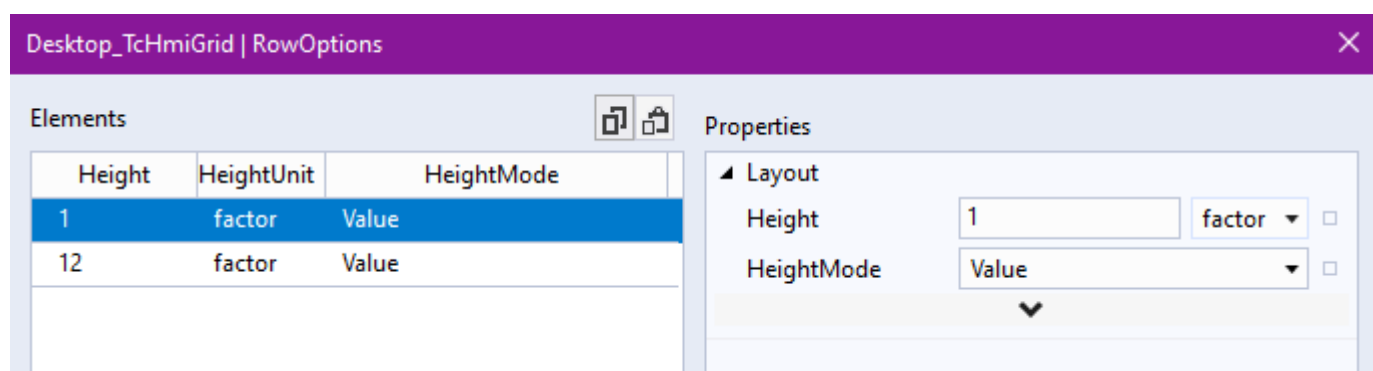 Desktop_TcHmiGrid | RowOptions
Elements
Properties
Height HeightUnit HeightMode
1 factor Value
12 factor Value
Layout
Height 1 factor
HeightMode Value